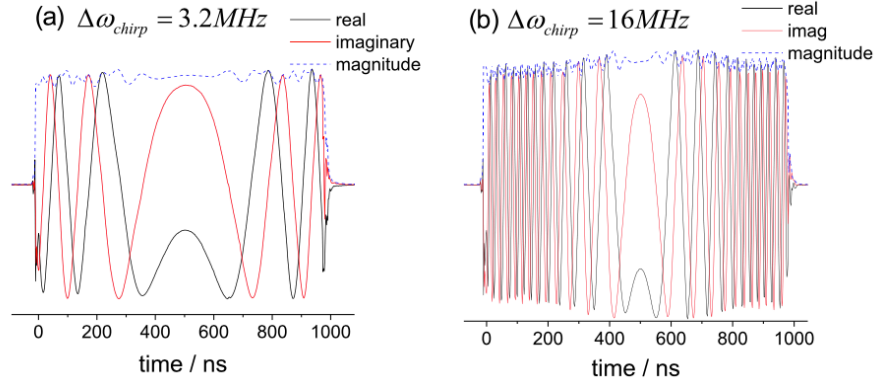 (a) Δω_chirp = 3.2MHz
real
imaginary
magnitude
0 200 400 600 800 1000
time / ns
(b) Δω_chirp = 16MHz
real
imag
magnitude
0 200 400 600 800 1000
time / ns